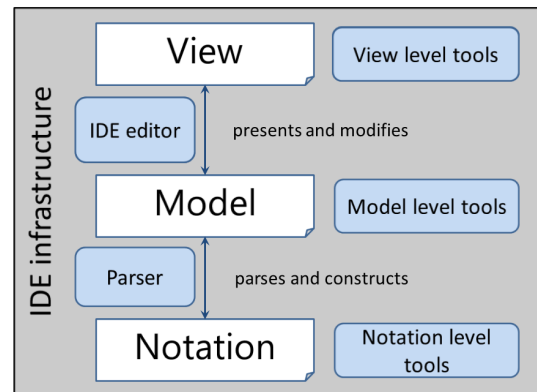 IDE infrastructure
View
View level tools
IDE editor
presents and modifies
Model
Model level tools
Parser
parses and constructs
Notation
Notation level
tools